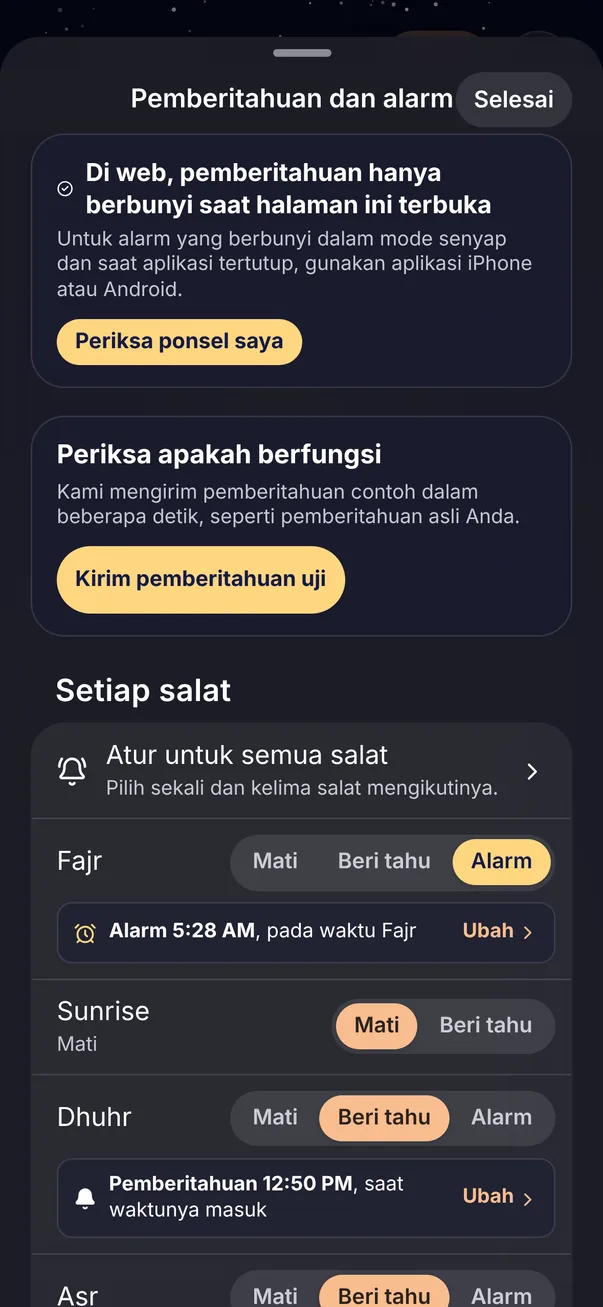 Pemberitahuan dan alarm
Selesai
Di web, pemberitahuan hanya
berbunyi saat halaman ini terbuka
Untuk alarm yang berbunyi dalam mode senyap
dan saat aplikasi tertutup, gunakan aplikasi iPhone
atau Android.
Periksa ponsel saya
Periksa apakah berfungsi
Kami mengirim pemberitahuan contoh dalam
beberapa detik, seperti pemberitahuan asli Anda.
Kirim pemberitahuan uji
Setiap salat
Atur untuk semua salat
Pilih sekali dan kelima salat mengikutinya.
Fajr
Mati
Beri tahu
Alarm
Alarm 5:28 AM, pada waktu Fajr
Ubah
Sunrise
Mati
Mati
Beri tahu
Dhuhr
Mati
Beri tahu
Alarm
Pemberitahuan 12:50 PM, saat
waktunya masuk
Ubah
Asr
Mati
Beri tahu
Alarm